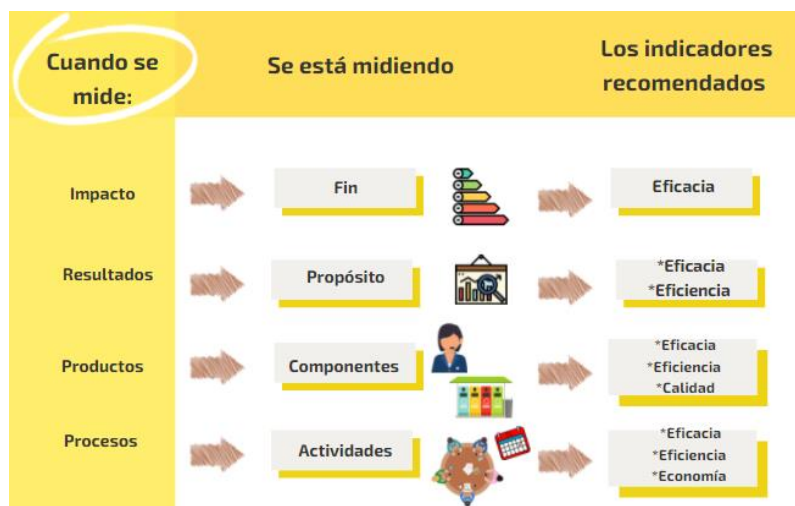 Cuando se
mide:
Se está midiendo
Los indicadores
recomendados
Impacto
Fin
Eficacia
Resultados
Propósito
*Eficacia
*Eficiencia
Productos
Componentes
*Eficacia
*Eficiencia
*Calidad
Procesos
Actividades
*Eficacia
*Eficiencia
*Economía